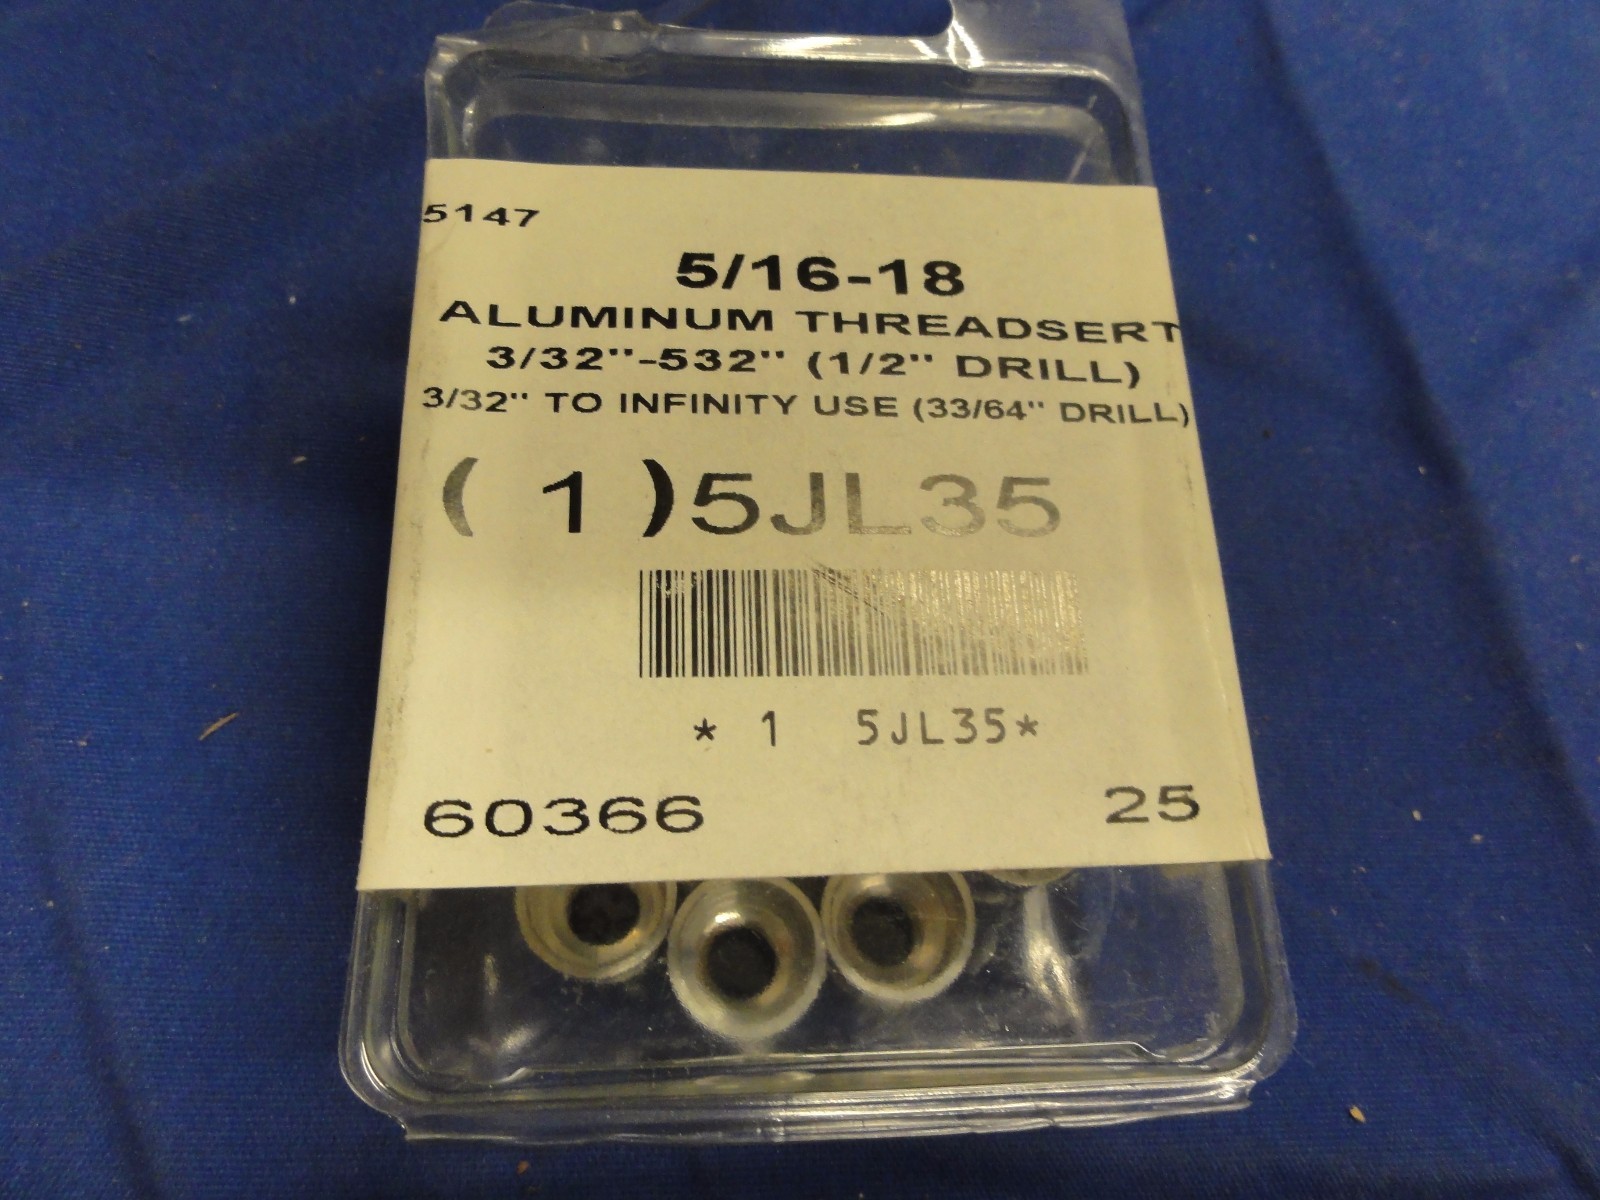 5147
5/16-18
ALUMINUM THREADSERT
3/32"-532" (1/2" DRILL)
3/32" TO INFINITY USE (33/64" DRILL)
( 1 )5JL35
* 1 5JL35*
60366 25